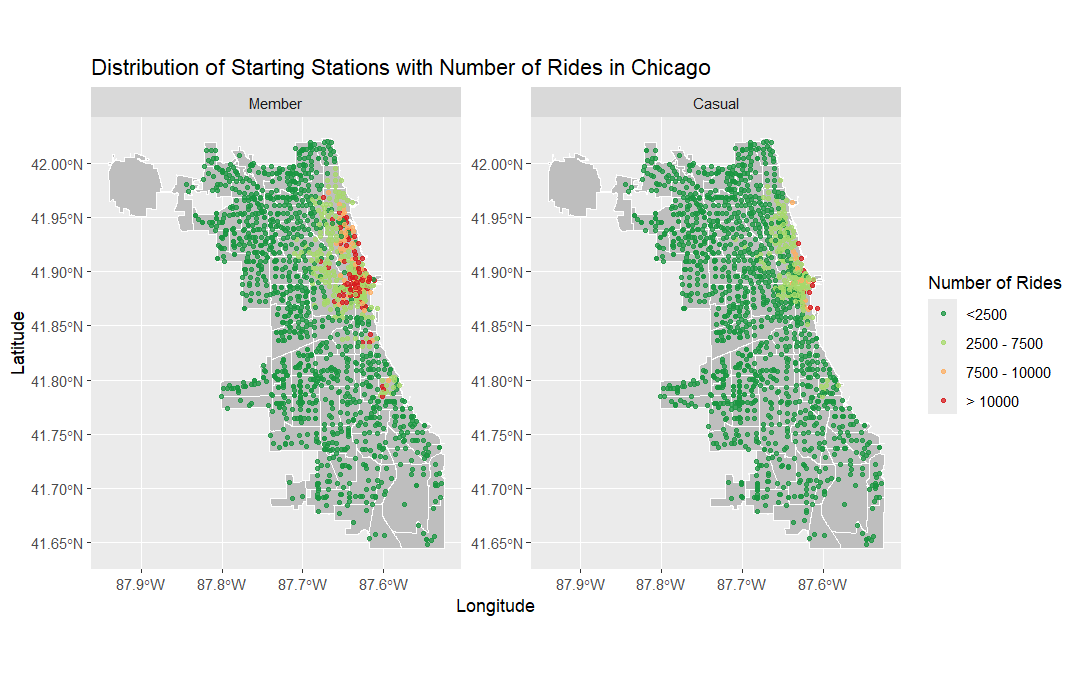 Distribution of Starting Stations with Number of Rides in Chicago
Member
Casual
42.00°N
41.95°N
41.90°N
41.85°N
41.80°N
41.75°N
41.70°N
41.65°N
42.00°N
41.95°N
41.90°N
41.85°N
41.80°N
41.75°N
41.70°N
41.65°N
87.9°W 87.8°W 87.7°W 87.6°W
87.9°W 87.8°W 87.7°W 87.6°W
Longitude
Latitude
Number of Rides
<2500
2500 - 7500
7500 - 10000
> 10000